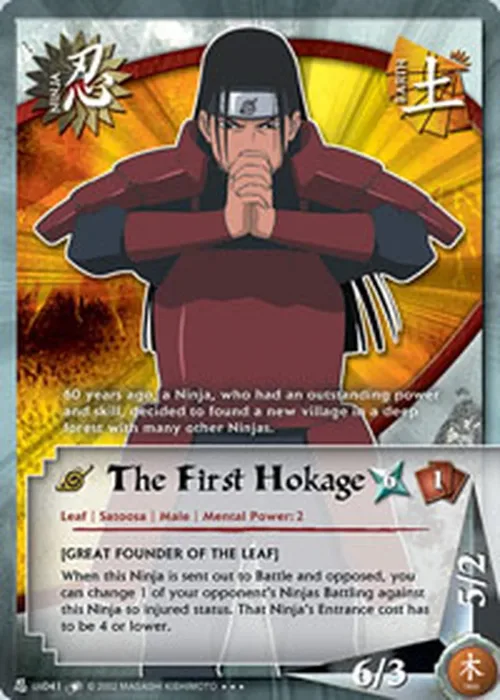 NINJA 忍
EARTH 土
60 years ago, a Ninja, who had an outstanding power
and skill, decided to found a new village in a deep
forest with many other Ninjas.
The First Hokage 6 1
Leaf | Satoosa | Male | Mental Power: 2
[GREAT FOUNDER OF THE LEAF]
When this Ninja is sent out to Battle and opposed, you
can change 1 of your opponent's Ninjas Battling against
this Ninja to injured status. That Ninja's Entrance cost has
to be 4 or lower.
5/2
6/3
木
© 2002 MASASHI KISHIMOTO